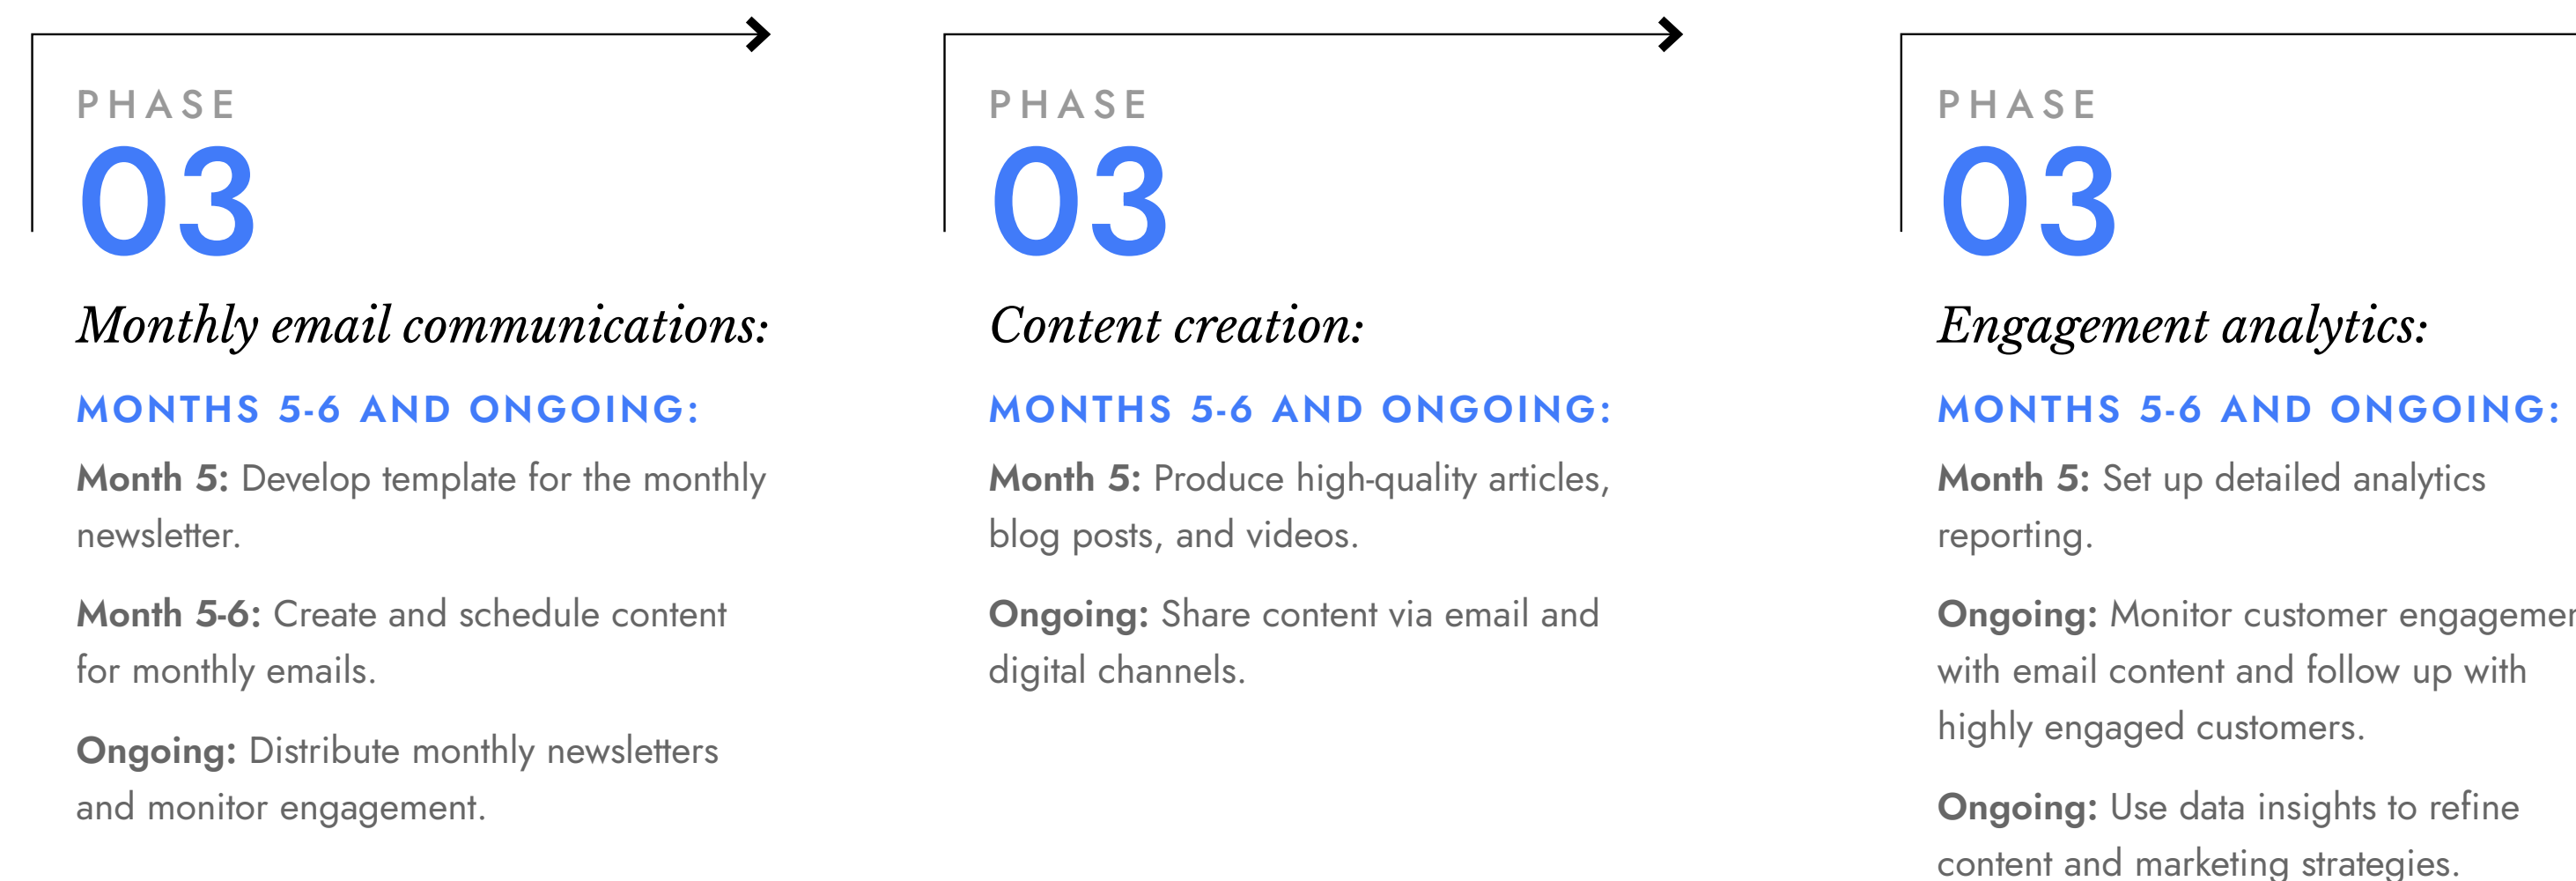 PHASE
03
Monthly email communications:
MONTHS 5-6 AND ONGOING:
Month 5: Develop template for the monthly
newsletter.
Month 5-6: Create and schedule content
for monthly emails.
Ongoing: Distribute monthly newsletters
and monitor engagement.
PHASE
03
Content creation:
MONTHS 5-6 AND ONGOING:
Month 5: Produce high-quality articles,
blog posts, and videos.
Ongoing: Share content via email and
digital channels.
PHASE
03
Engagement analytics:
MONTHS 5-6 AND ONGOING:
Month 5: Set up detailed analytics
reporting.
Ongoing: Monitor customer
with email content and follow up with
highly engaged customers.
Ongoing: Use data insights to refine
content and marketing strategies.